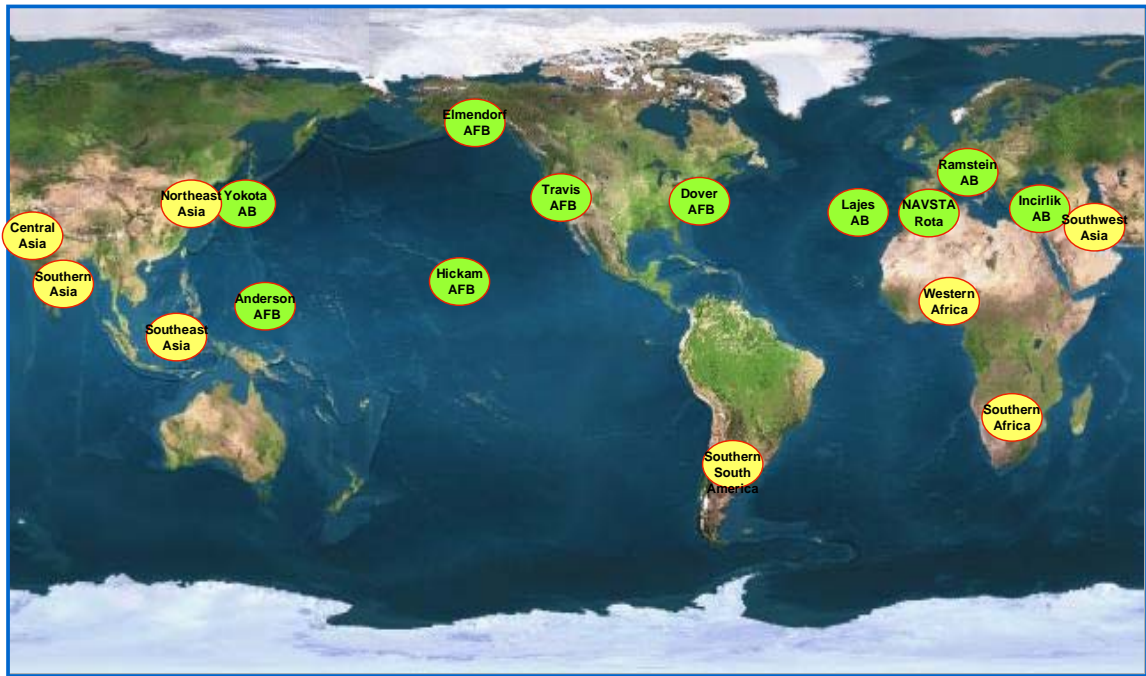 Elmendorf
AFB
Ramstein
AB
Northeast
Asia
Yokota
AB
Travis
AFB
Dover
AFB
Lajes
AB
NAVSTA
Rota
Incirlik
AB
Central
Asia
Southwest
Asia
Southern
Asia
Hickam
AFB
Anderson
AFB
Western
Africa
Southeast
Asia
Southern
Africa
Southern
South
America